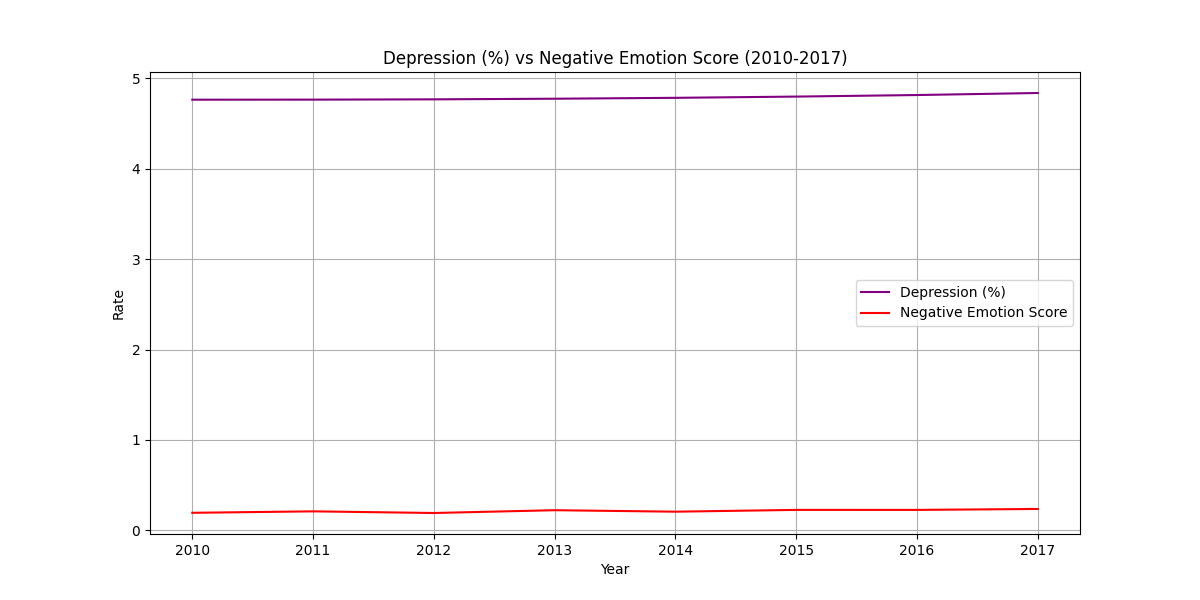 Depression (%) vs Negative Emotion Score (2010-2017)
5
4
3
2
1
0
Rate
Depression (%)
Negative Emotion Score
2010 2011 2012 2013 2014 2015 2016 2017
Year